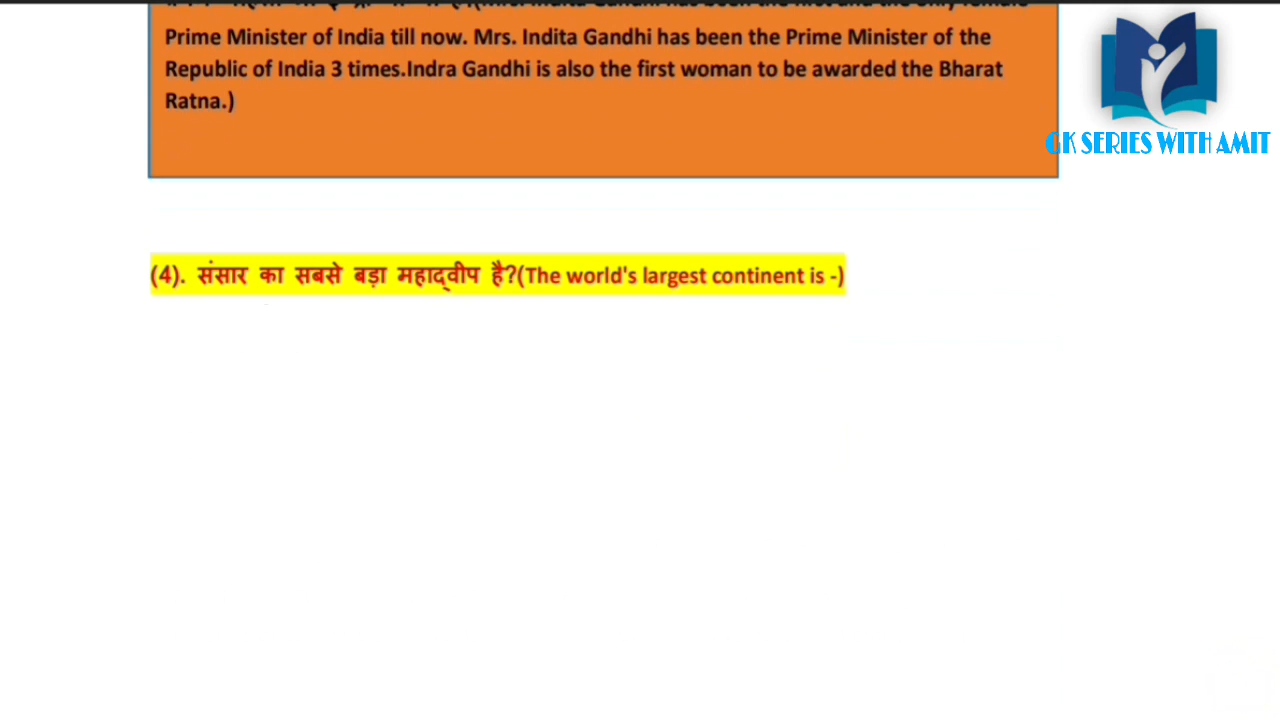 Prime Minister of India till now. Mrs. Indita Gandhi has been the Prime Minister of the
Republic of India 3 times.Indra Gandhi is also the first woman to be awarded the Bharat
Ratna.)
GK SERIES WITH AMIT
(4). संसार का सबसे बड़ा महाद्वीप है?(The world's largest continent is -)